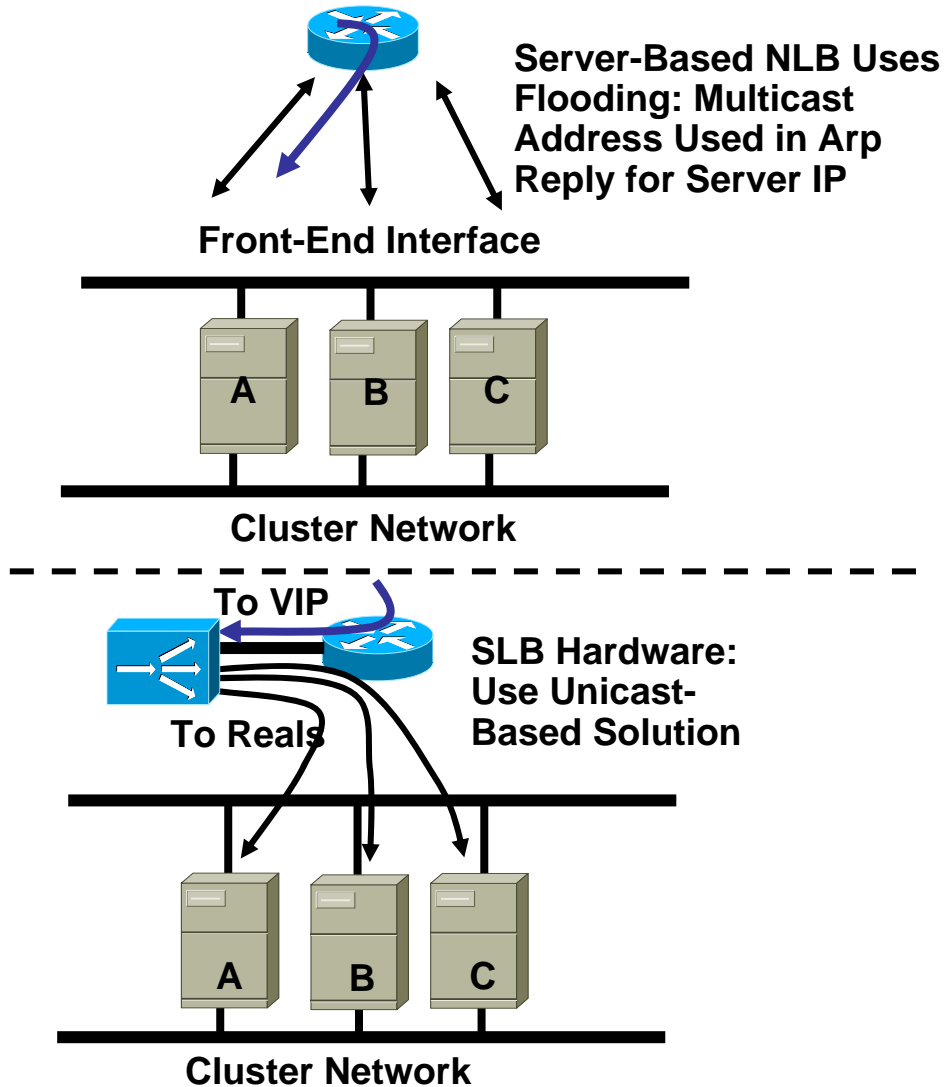 Server-Based NLB Uses
Flooding: Multicast
Address Used in Arp
Reply for Server IP
Front-End Interface
A
B
C
Cluster Network
To VIP
SLB Hardware:
Use Unicast-
Based Solution
To Reals
A
B
C
Cluster Network